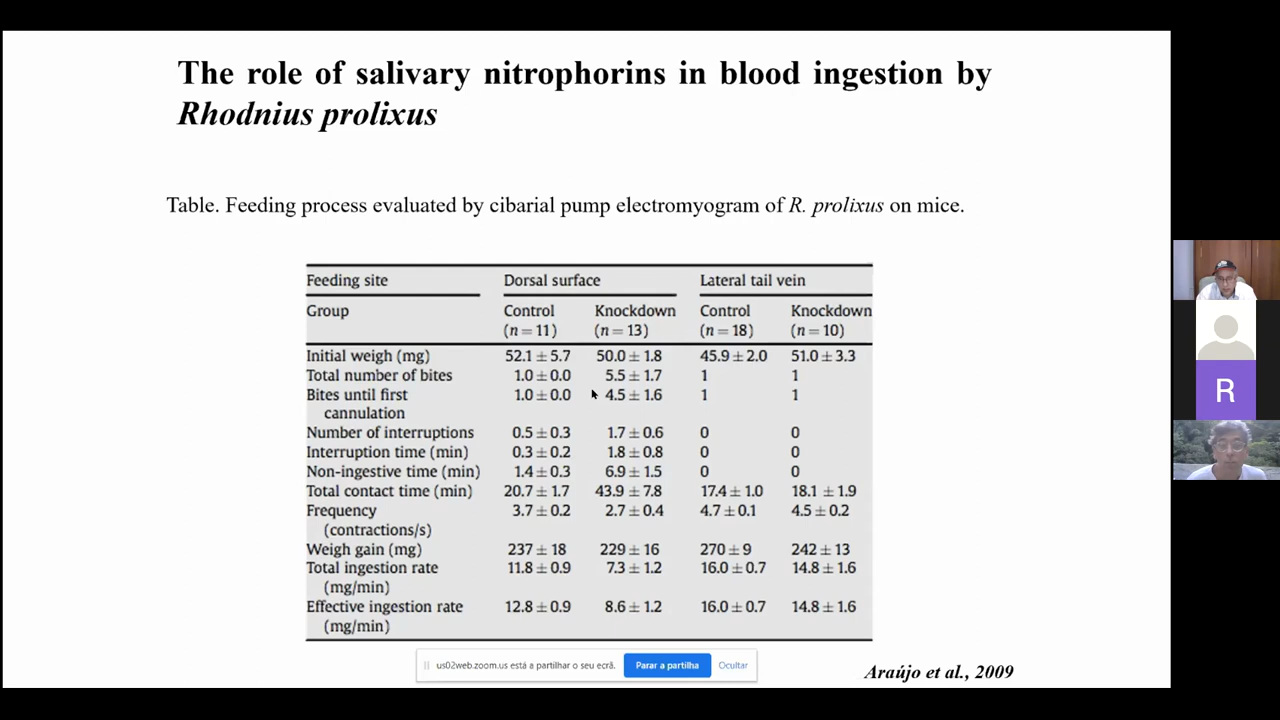 The role of salivary nitrophorins in blood ingestion by
Rhodnius prolixus
Table. Feeding process evaluated by cibarial pump electromyogram of R. prolixus on mice.
Feeding site Dorsal surface Lateral tail vein
Group Control Knockdown Control Knockdown
(n = 11) (n = 13) (n = 18) (n = 10)
Initial weigh (mg) 52.1 ± 5.7 50.0 ± 1.8 45.9 ± 2.0 51.0 ± 3.3
Total number of bites 1.0 ± 0.0 5.5 ± 1.7 1 1
Bites until first 1.0 ± 0.0 4.5 ± 1.6 1 1
cannulation
Number of interruptions 0.5 ± 0.3 1.7 ± 0.6 0 0
Interruption time (min) 0.3 ± 0.2 1.8 ± 0.8 0 0
Non-ingestive time (min) 1.4 ± 0.3 6.9 ± 1.5 0 0
Total contact time (min) 20.7 ± 1.7 43.9 ± 7.8 17.4 ± 1.0 18.1 ± 1.9
Frequency 3.7 ± 0.2 2.7 ± 0.4 4.7 ± 0.1 4.5 ± 0.2
(contractions/s)
Weigh gain (mg) 237 ± 18 229 ± 16 270 ± 9 242 ± 13
Total ingestion rate 11.8 ± 0.9 7.3 ± 1.2 16.0 ± 0.7 14.8 ± 1.6
(mg/min)
Effective ingestion rate 12.8 ± 0.9 8.6 ± 1.2 16.0 ± 0.7 14.8 ± 1.6
(mg/min)
us02web.zoom.us está a partilhar o seu ecrã. Parar a partilha Ocultar
Araújo et al., 2009
R